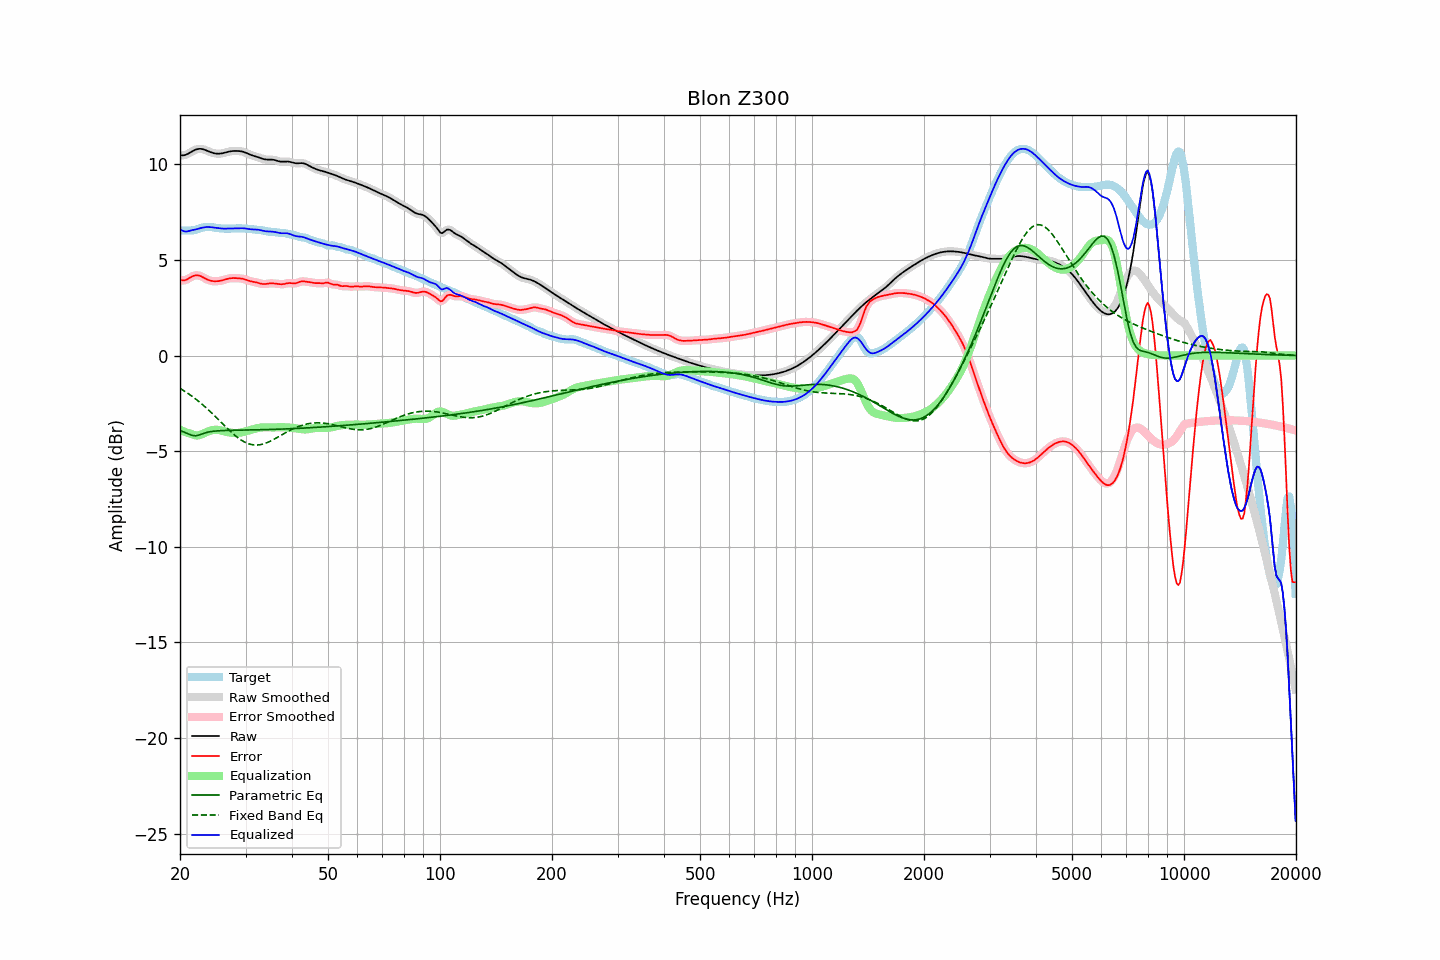 Blon Z300
10
5
0
−5
−10
−15
−20
−25
Amplitude (dBr)
Target
Raw Smoothed
Error Smoothed
Raw
Error
Equalization
Parametric Eq
Fixed Band Eq
Equalized
20 50 100 200 500 1000 2000 5000 10000 20000
Frequency (Hz)